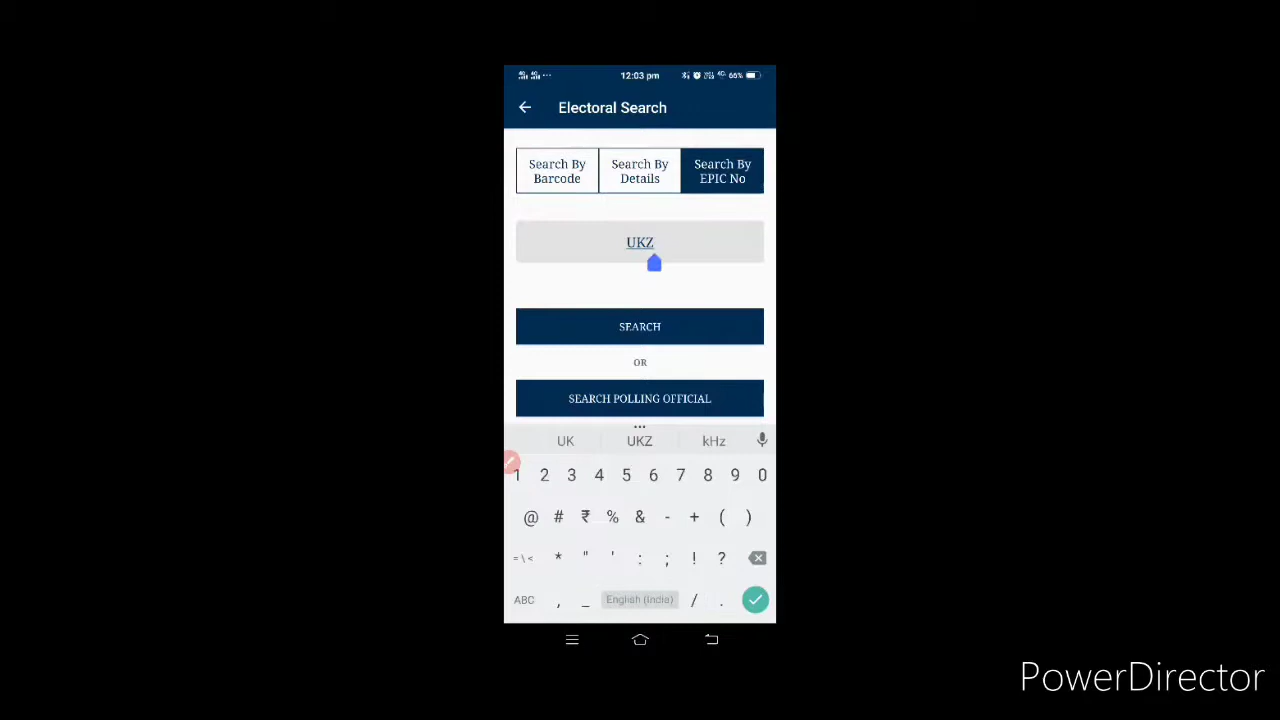 12:03 pm 66%
Electoral Search
Search By Barcode
Search By Details
Search By EPIC No
UKZ
SEARCH
OR
SEARCH POLLING OFFICIAL
UK UKZ kHz
1 2 3 4 5 6 7 8 9 0
@ # ₹ % & - + ( )
= \ < * " ' : ; ! ?
ABC , _ English (India) / .
PowerDirector